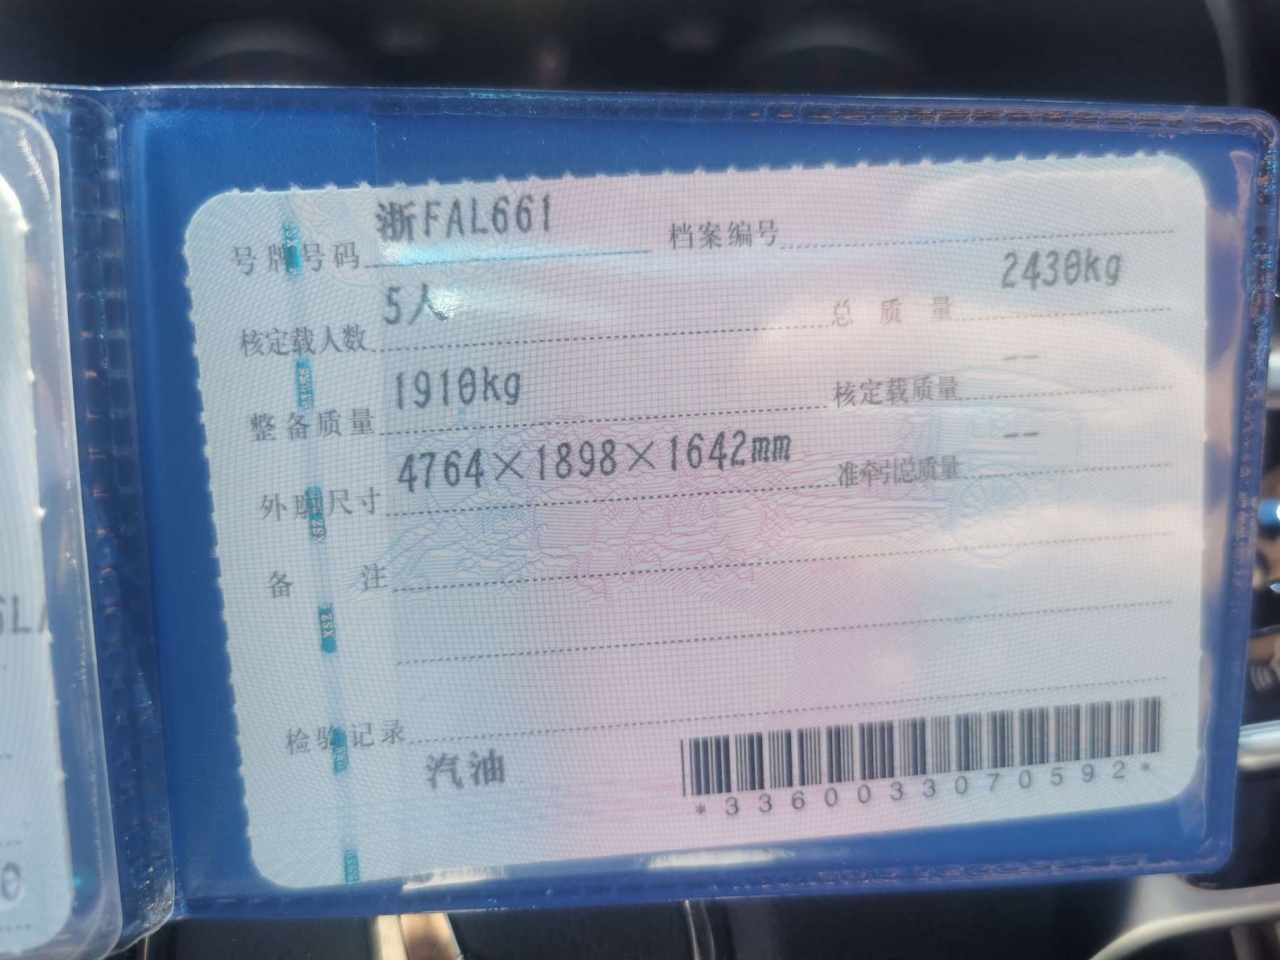 号牌号码 浙FAL661 档案编号
核定载人数 5人 总质量 2430kg
整备质量 1910kg 核定载质量 --
外廓尺寸 4764×1898×1642mm 准牵引总质量 --
备注
检验记录
汽油
*3360033070592*